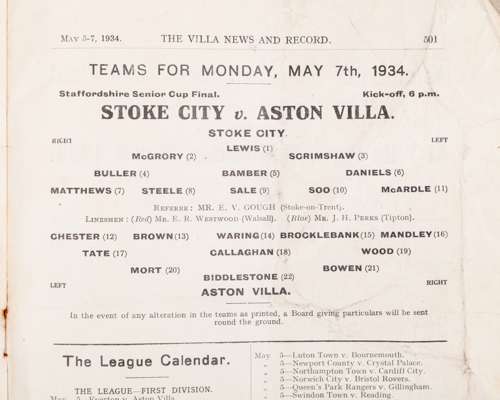 May 5-7, 1934. THE VILLA NEWS AND RECORD. 501
TEAMS FOR MONDAY, MAY 7th, 1934.
Staffordshire Senior Cup Final. Kick-off, 6 p.m.
STOKE CITY v. ASTON VILLA.
STOKE CITY.
RIGHT LEWIS (1) LEFT
McGRORY (2) SCRIMSHAW (3)
BULLER (4) BAMBER (5) DANIELS (6)
MATTHEWS (7) STEELE (8) SALE (9) SOO (10) McARDLE (11)
Referee: MR. E. V. GOUGH (Stoke-on-Trent).
Linesmen: (Red) Mr. E. R. Westwood (Walsall). (Blue) Mr. J. H. Perks (Tipton).
CHESTER (12) BROWN (13) WARING (14) BROCKLEBANK (15) MANDLEY (16)
TATE (17) CALLAGHAN (18) WOOD (19)
MORT (20) BOWEN (21)
BIDDLESTONE (22)
LEFT ASTON VILLA. RIGHT
In the event of any alteration in the teams as printed, a Board giving particulars will be sent
round the ground.
The League Calendar.
THE LEAGUE—FIRST DIVISION.
May 5—Everton v. Aston Villa.
May 5—Luton Town v. Bournemouth.
„ 5—Newport County v. Crystal Palace.
„ 5—Northampton Town v. Cardiff City.
„ 5—Norwich City v. Bristol Rovers.
„ 5—Queen's Park Rangers v. Gillingham.
„ 5—Swindon Town v. Reading.